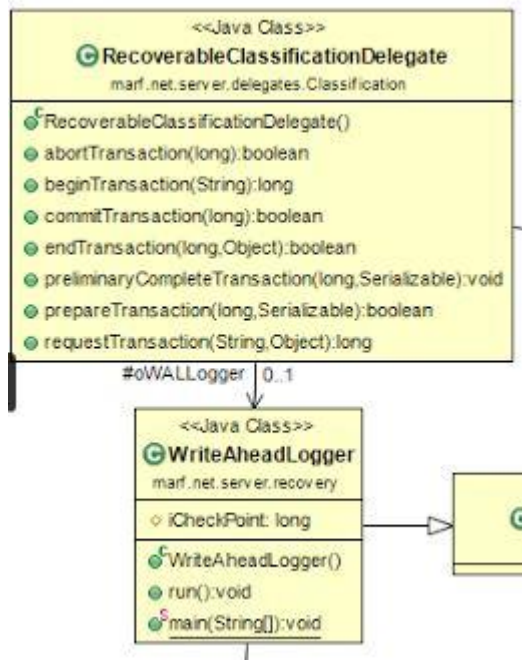 <<Java Class>>
RecoverableClassificationDelegate
marf.net.server.delegates.Classification
RecoverableClassificationDelegate()
abortTransaction(long):boolean
beginTransaction(String):long
commitTransaction(long):boolean
endTransaction(long,Object):boolean
preliminaryCompleteTransaction(long,Serializable):void
prepareTransaction(long,Serializable):boolean
requestTransaction(String,Object):long
#oWALLogger 0..1
<<Java Class>>
WriteAheadLogger
marf.net.server.recovery
iCheckPoint: long
WriteAheadLogger()
run():void
main(String[]):void